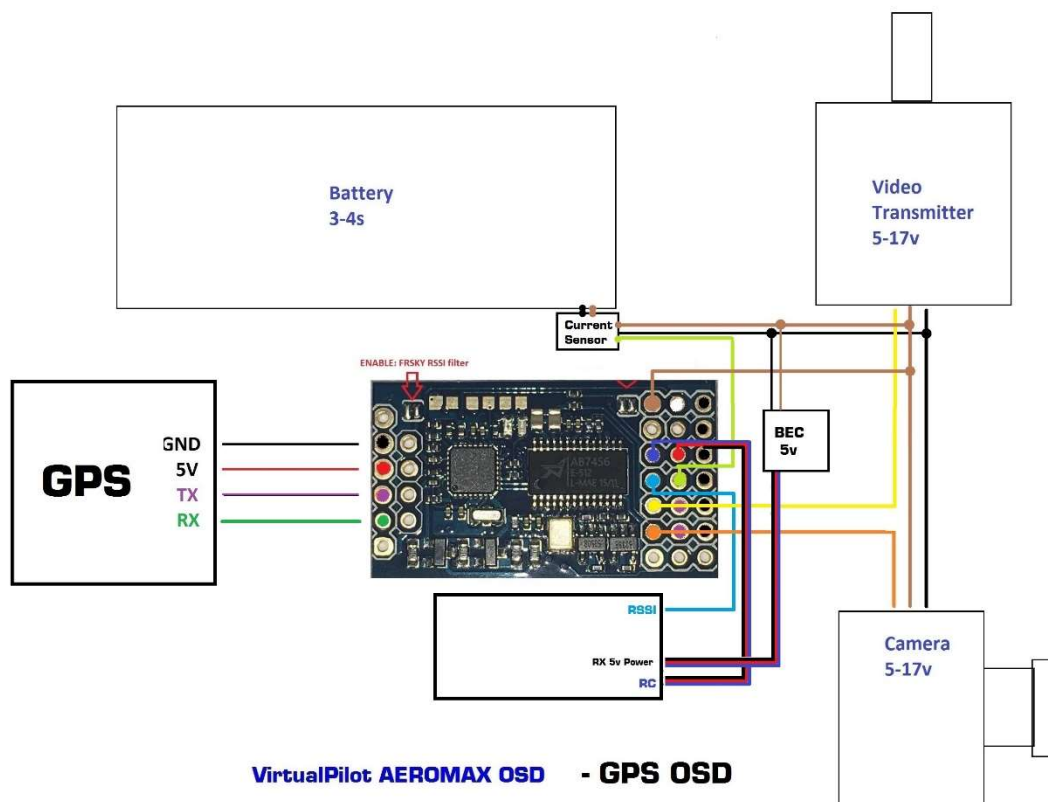 Battery
3-4s
Video
Transmitter
5-17v
Current
Sensor
ENABLE: FRSKY RSSI filter
BEC
5v
GPS
GND
5V
TX
RX
AB7456
RSSI
RX 5v Power
RC
Camera
5-17v
VirtualPilot AEROMAX OSD - GPS OSD